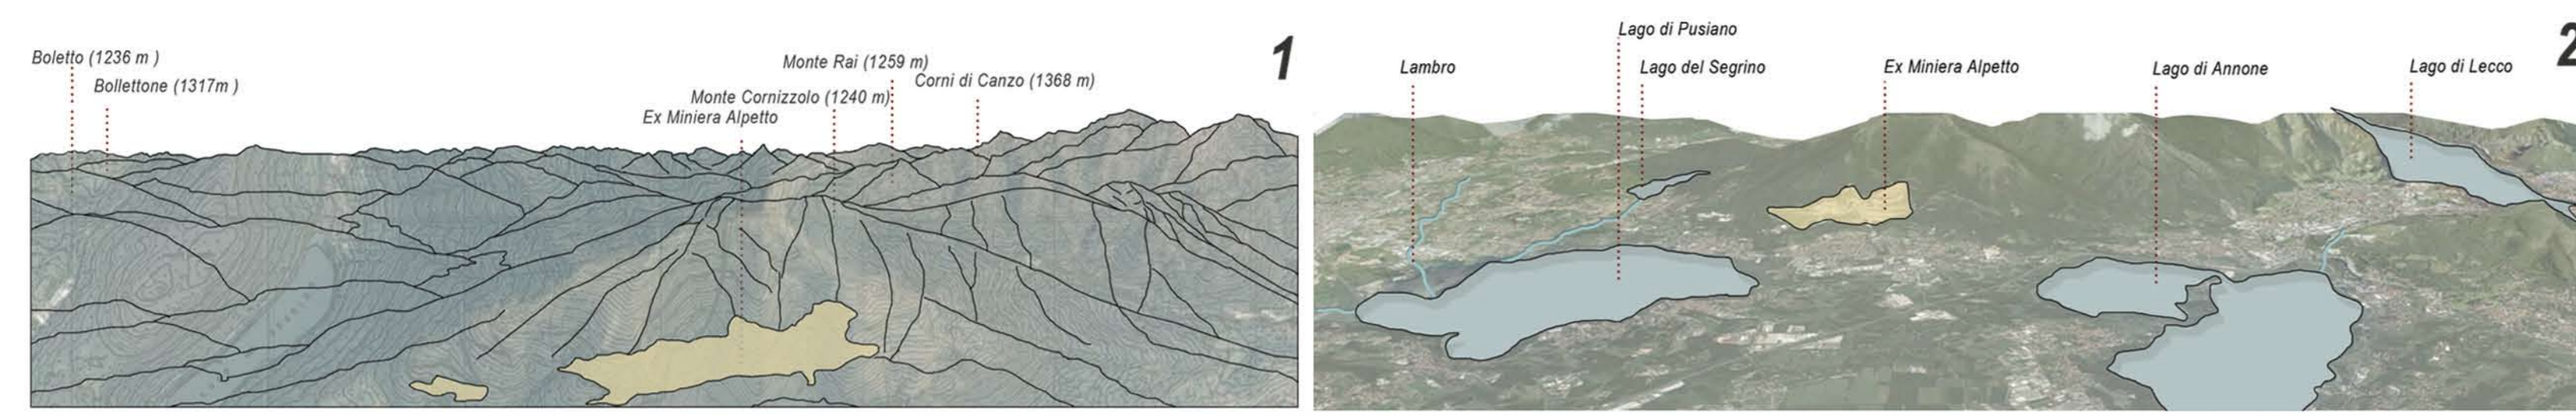 Boletto (1236 m )
Bollettone (1317m )
Monte Rai (1259 m)
Corni di Canzo (1368 m)
Monte Cornizzolo (1240 m)
Ex Miniera Alpetto
1
Lago di Pusiano
Lambro
Lago del Segrino
Ex Miniera Alpetto
Lago di Annone
Lago di Lecco
2